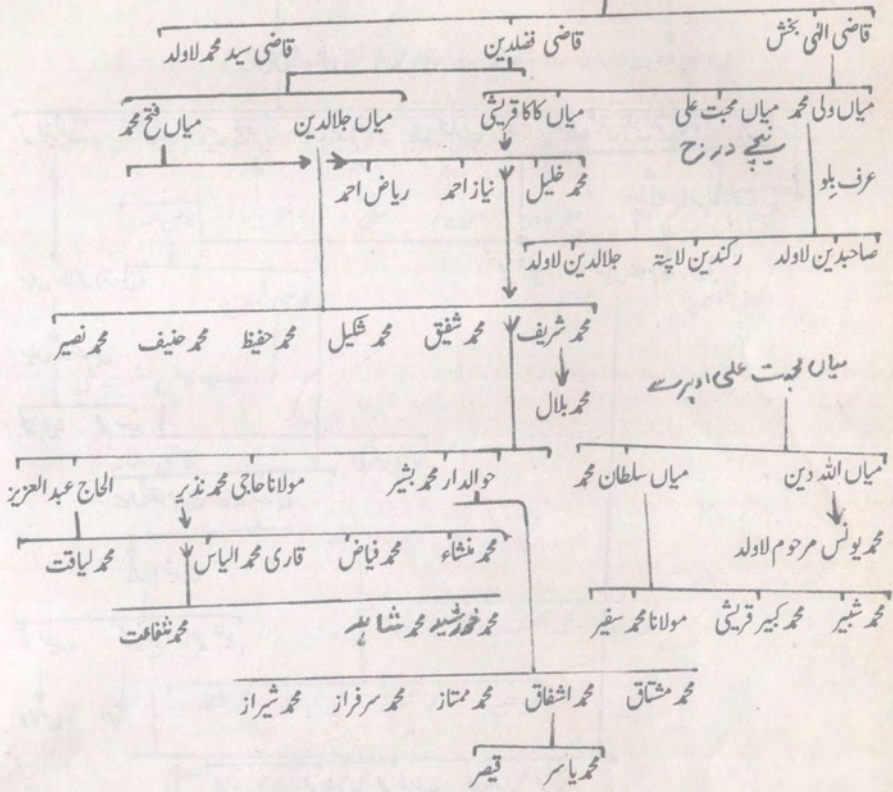 قاضی الٰہی بخش قاضی فضلدین قاضی سید محمد لاولد
میاں ولی محمد میاں محبت علی میاں کاکا قریشی میاں جلالدین میاں فتح محمد
نیچے درج
عرف بلو
محمد خلیل نیاز احمد ریاض احمد
صاحبدین لاولد رکندین لاپتہ جلالدین لاولد
محمد شریف محمد شفیق محمد شکیل محمد حفیظ محمد حنیف محمد نصیر
محمد بلال
میاں محبت علی اوپر سے
میاں اللہ دین میاں سلطان محمد حوالدار محمد بشیر مولانا حاجی محمد نذیر الحاج عبدالعزیز
محمد یونس مرحوم لاولد
محمد منشاء محمد فیاض قاری محمد الیاس محمد لیاقت
محمد شبیر محمد کبیر قریشی مولانا محمد سفیر
محمد خورشید محمد شاہد محمد شفاعت
محمد مشتاق محمد اشفاق محمد ممتاز محمد سرفراز محمد شیراز
محمد یاسر قیصر